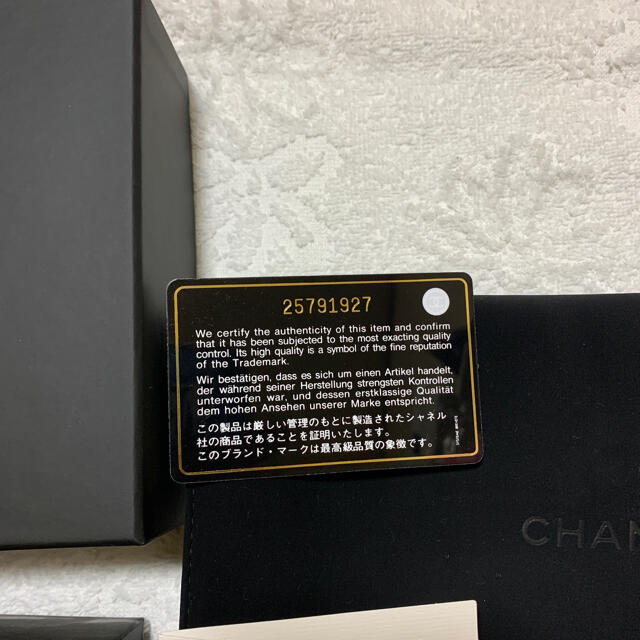 25791927
We certify the authenticity of this item and confirm
that it has been subjected to the most exacting quality
control. Its high quality is a symbol of the fine reputation
of the Trademark.
Wir bestätigen, dass es sich um einen Artikel handelt,
der während seiner Herstellung strengsten Kontrollen
unterworfen war, und dessen erstklassige Qualität
dem hohen Ansehen unserer Marke entspricht.
この製品は厳しい管理のもとに製造されたシャネル
社の商品であることを証明いたします。
このブランド・マークは最高級品質の象徴です。
CHAN